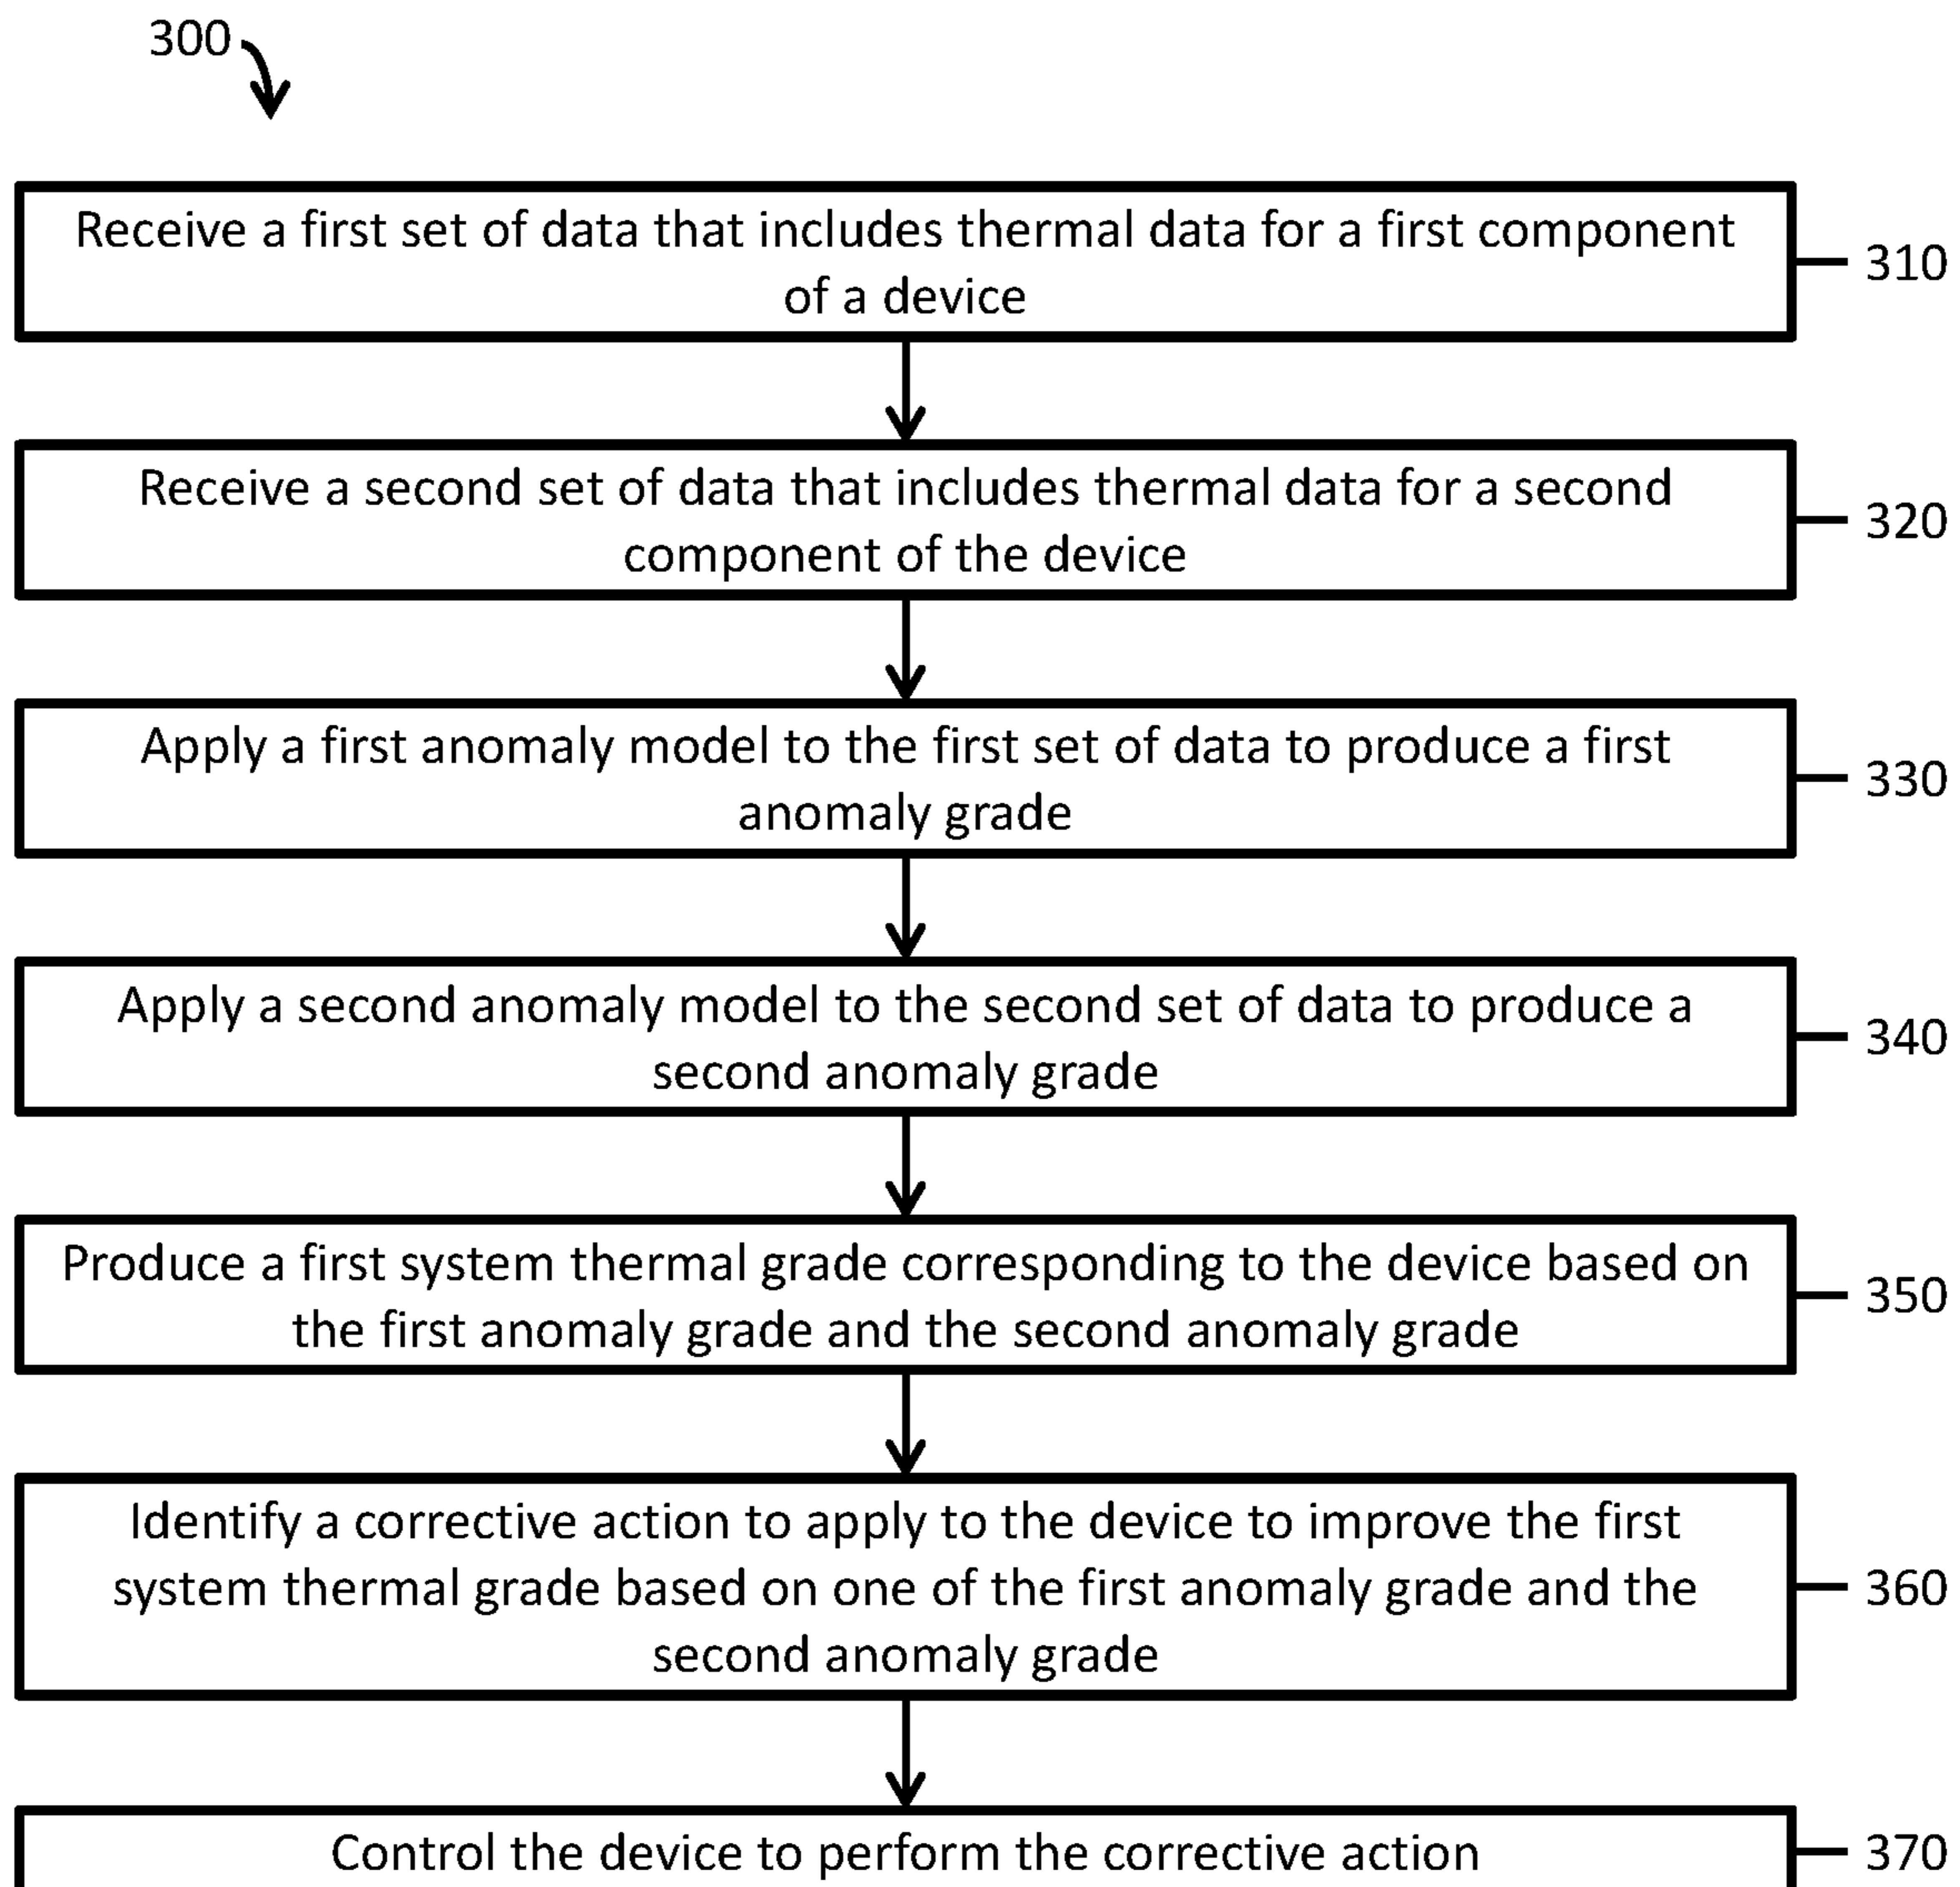 300
Receive a first set of data that includes thermal data for a first component
of a device
310
Receive a second set of data that includes thermal data for a second
component of the device
320
Apply a first anomaly model to the first set of data to produce a first
anomaly grade
330
Apply a second anomaly model to the second set of data to produce a
second anomaly grade
340
Produce a first system thermal grade corresponding to the device based on
the first anomaly grade and the second anomaly grade
350
Identify a corrective action to apply to the device to improve the first
system thermal grade based on one of the first anomaly grade and the
second anomaly grade
360
Control the device to perform the corrective action
370